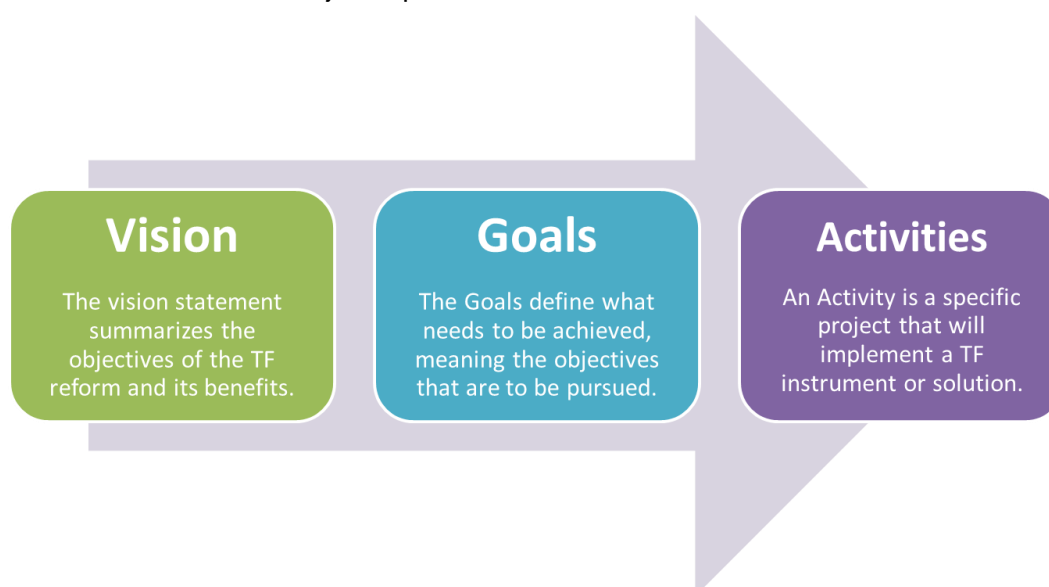 Vision
The vision statement
summarizes the
objectives of the TF
reform and its benefits.
Goals
The Goals define what
needs to be achieved,
meaning the objectives
that are to be pursued.
Activities
An Activity is a specific
project that will
implement a TF
instrument or solution.